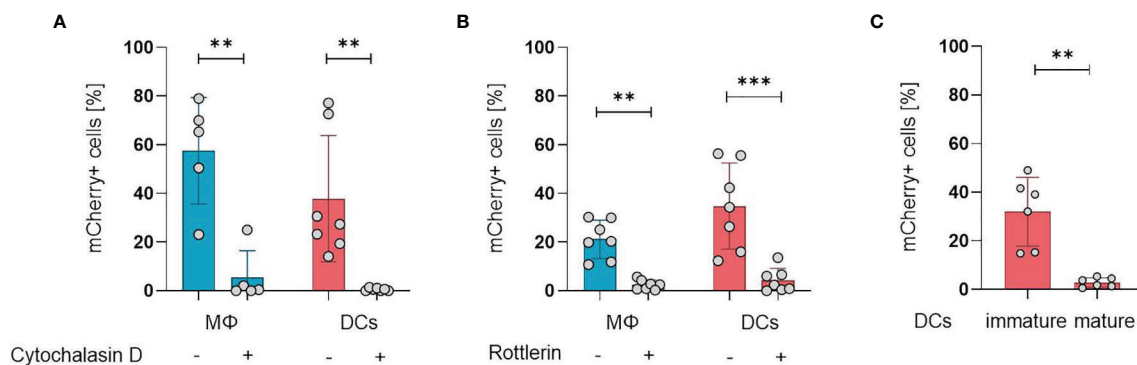 A
mCherry+ cells [%]
100
80
60
40
20
0
** **
MΦ DCs
Cytochalasin D - + - +
B
mCherry+ cells [%]
100
80
60
40
20
0
** ***
MΦ DCs
Rottlerin - + - +
C
mCherry+ cells [%]
100
80
60
40
20
0
**
DCs immature mature